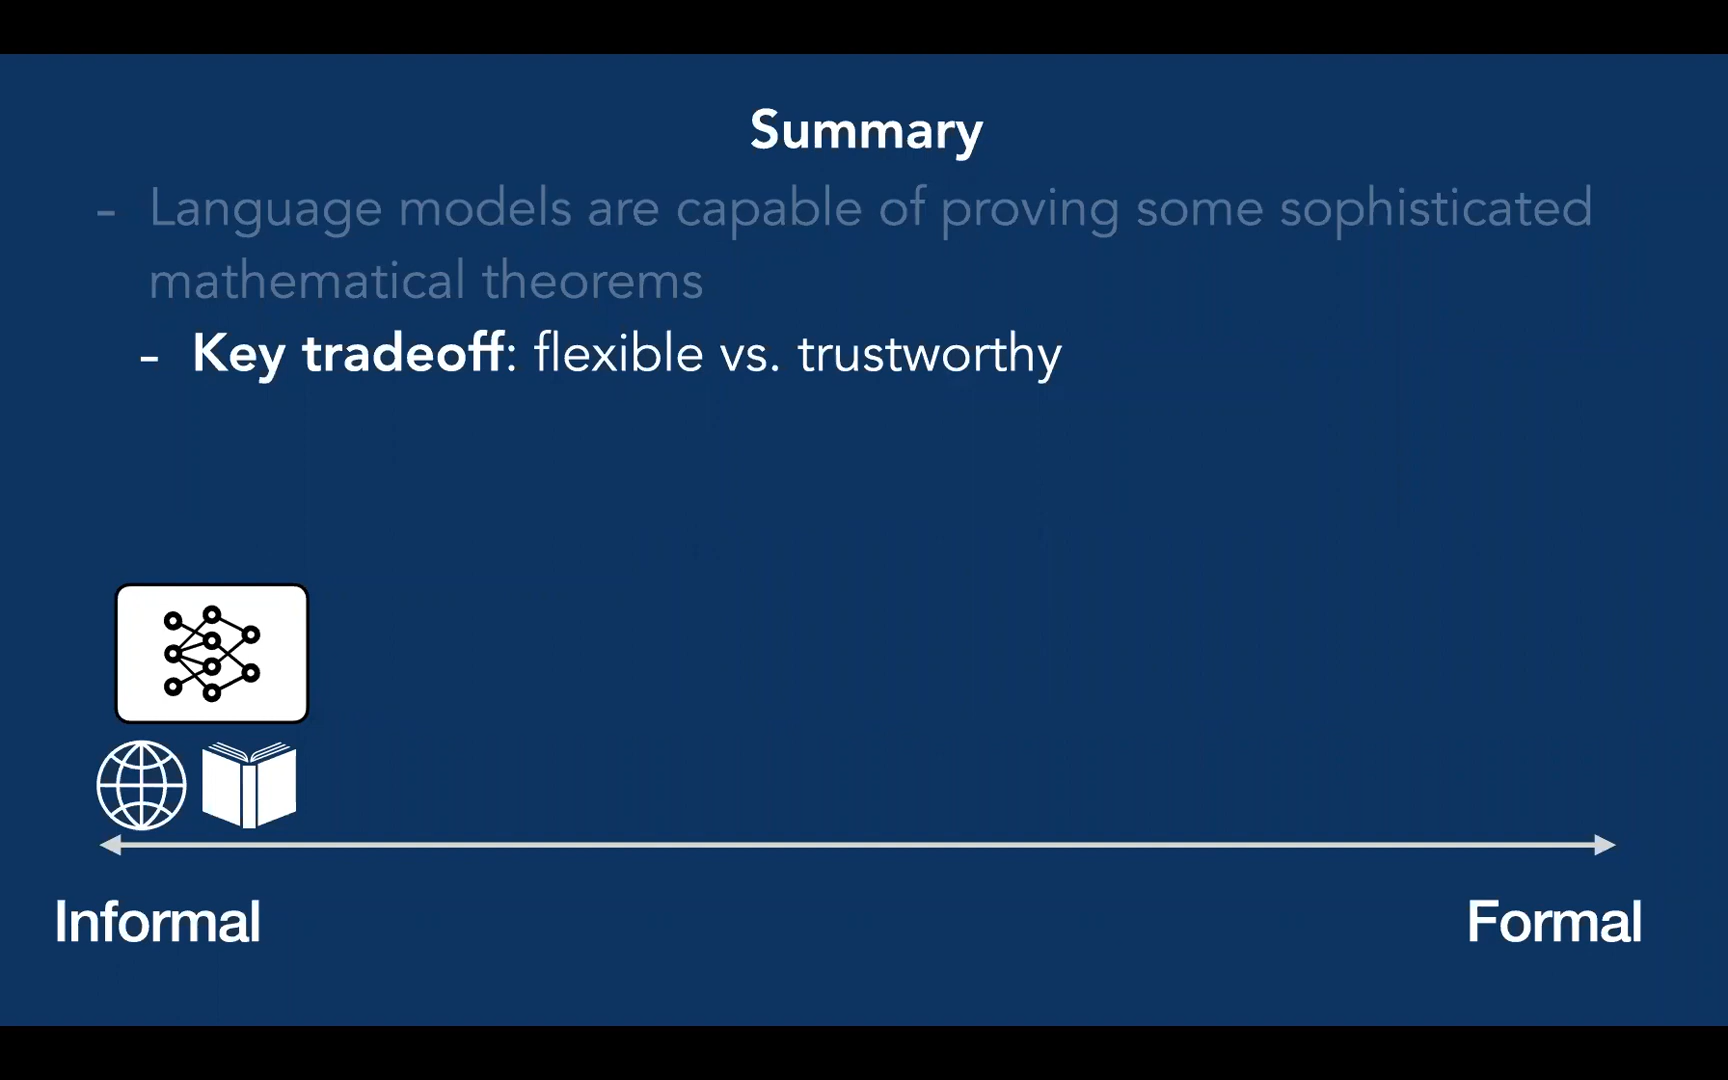 Summary
- Language models are capable of proving some sophisticated
mathematical theorems
- Key tradeoff: flexible vs. trustworthy
Informal
Formal